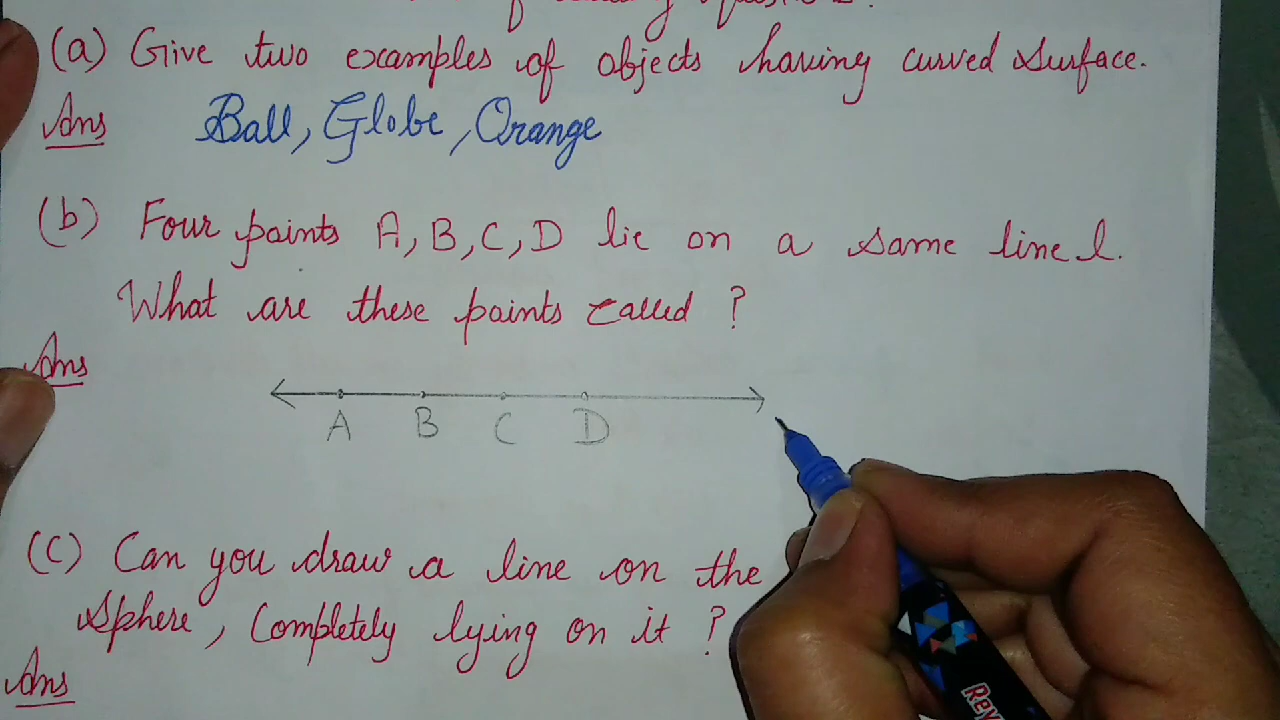 (a) Give two examples of objects having curved surface.
Ans Ball, Globe, Orange
(b) Four points A, B, C, D lie on a same line l.
What are these points called ?
Ans
A B C D
(C) Can you draw a line on the
sphere, Completely lying on it ?
Ans
Rey